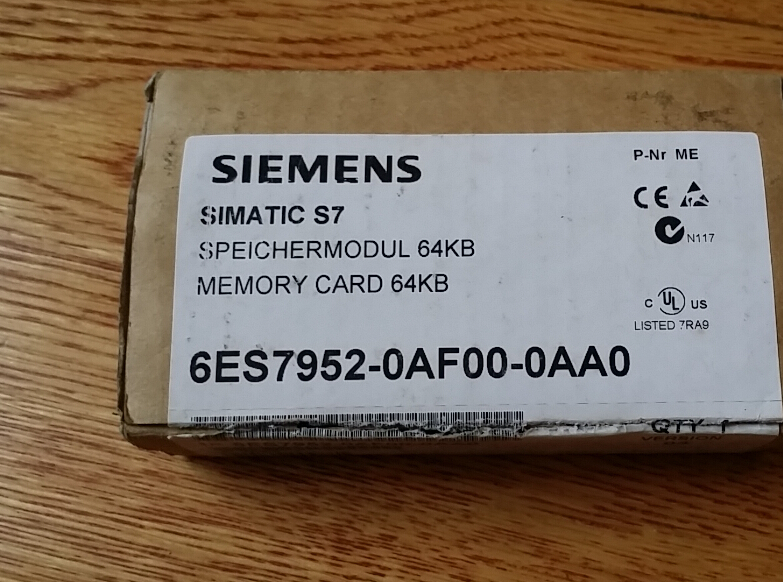 SIEMENS
P-Nr ME
SIMATIC S7
CE
N117
SPEICHERMODUL 64KB
MEMORY CARD 64KB
C UL US
LISTED 7RA9
6ES7952-0AF00-0AA0
QTY 1
VERSION